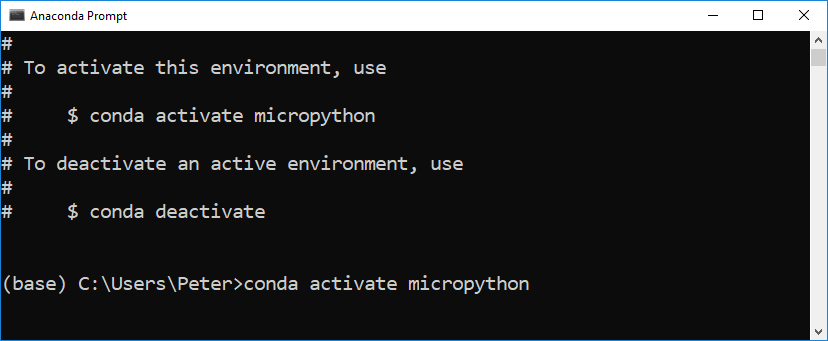 Anaconda Prompt
#
# To activate this environment, use
#
#     $ conda activate micropython
#
# To deactivate an active environment, use
#
#     $ conda deactivate
(base) C:\Users\Peter>conda activate micropython